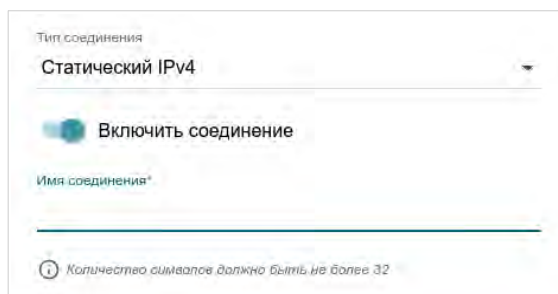 Тип соединения
Статический IPv4
Включить соединение
Имя соединения*
Количество символов должно быть не более 32